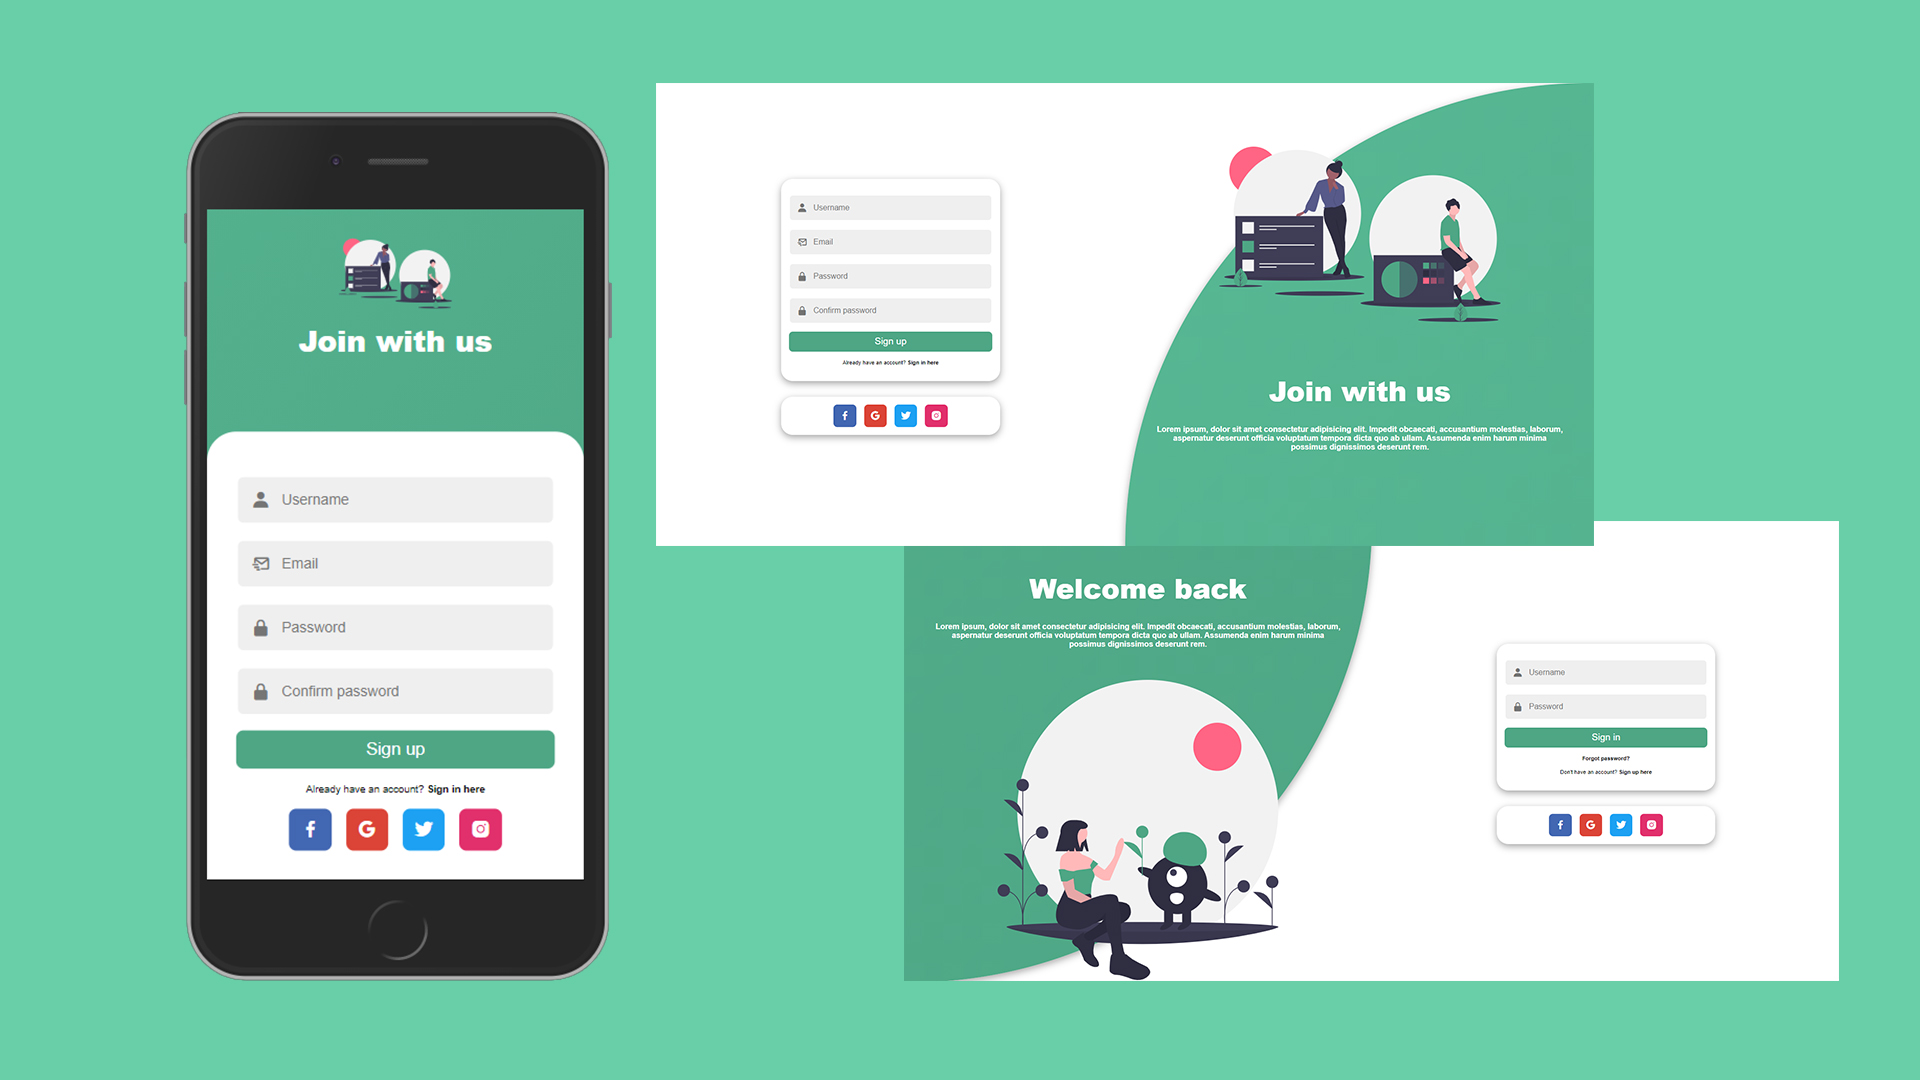 Join with us
Username
Email
Password
Confirm password
Sign up
Already have an account? Sign in here
Username
Email
Password
Confirm password
Sign up
Already have an account? Sign in here
Join with us
Lorem ipsum, dolor sit amet consectetur adipisicing elit. Impedit obcaecati, accusantium molestias, laborum,
aspernatur deserunt officia voluptatum tempora dicta quo ab ullam. Assumenda enim harum minima
possimus dignissimos deserunt rem.
Welcome back
Lorem ipsum, dolor sit amet consectetur adipisicing elit. Impedit obcaecati, accusantium molestias, laborum,
aspernatur deserunt officia voluptatum tempora dicta quo ab ullam. Assumenda enim harum minima
possimus dignissimos deserunt rem.
Username
Password
Sign in
Forgot password?
Don't have an account? Sign up here